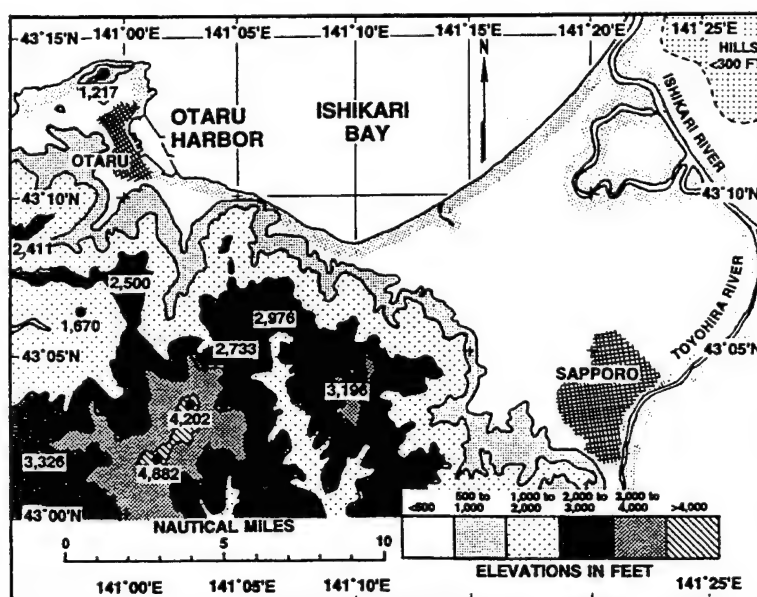 43°15'N
141°00'E
141°05'E
141°10'E
141°15'E
141°20'E
141°25'E
N
HILLS
<300 FT
1,217
OTARU
HARBOR
ISHIKARI
BAY
ISHIKARI RIVER
OTARU
43°10'N
43°10'N
2,411
2,500
1,670
2,976
2,733
TOYOHIRA RIVER
43°05'N
43°05'N
3,196
SAPPORO
4,202
3,326
4,882
43°00'N
<500
500 to
1,000
1,000 to
2,000
2,000 to
3,000
3,000 to
4,000
>4,000
NAUTICAL MILES
0
5
10
ELEVATIONS IN FEET
141°00'E
141°05'E
141°10'E
141°25'E